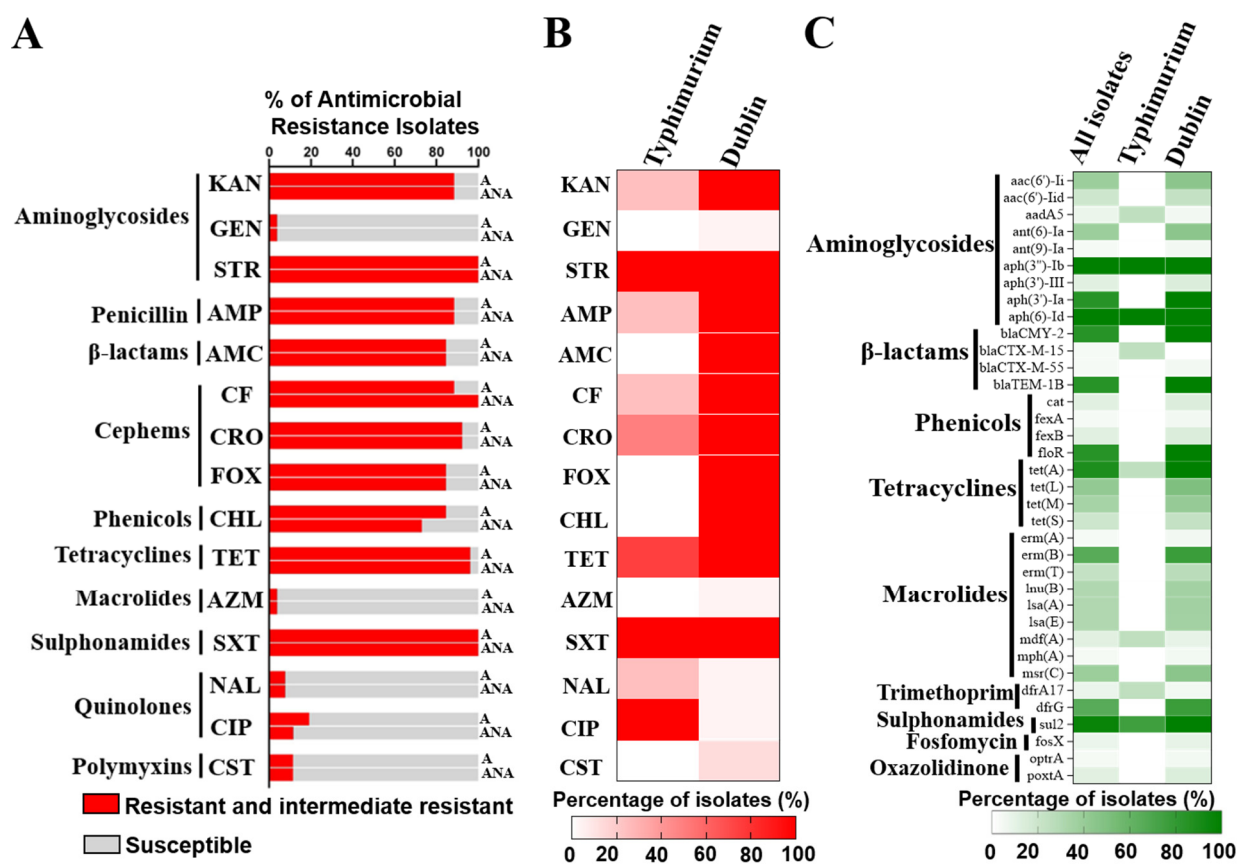 A
% of Antimicrobial
Resistance Isolates
0 20 40 60 80 100
Aminoglycosides
KAN A
ANA
GEN A
ANA
STR A
ANA
Penicillin AMP A
ANA
β-lactams AMC A
ANA
Cephems
CF A
ANA
CRO A
ANA
FOX A
ANA
Phenicols CHL A
ANA
Tetracyclines TET A
ANA
Macrolides AZM A
ANA
Sulphonamides SXT A
ANA
Quinolones
NAL A
ANA
CIP A
ANA
Polymyxins CST A
ANA
Resistant and intermediate resistant
Susceptible
B
Typhimurium
Dublin
KAN
GEN
STR
AMP
AMC
CF
CRO
FOX
CHL
TET
AZM
SXT
NAL
CIP
CST
Percentage of isolates (%)
0 20 40 60 80 100
C
All isolates
Typhimurium
Dublin
Aminoglycosides
aac(6')-Ii
aac(6')-Iid
aadA5
ant(6)-Ia
ant(9)-Ia
aph(3'')-Ib
aph(3')-III
aph(3')-Ia
aph(6)-Id
β-lactams
blaCMY-2
blaCTX-M-15
blaCTX-M-55
blaTEM-1B
Phenicols
cat
fexA
fexB
floR
Tetracyclines
tet(A)
tet(L)
tet(M)
tet(S)
Macrolides
erm(A)
erm(B)
erm(T)
lnu(B)
lsa(A)
lsa(E)
mdf(A)
mph(A)
msr(C)
Trimethoprim
dfrA17
dfrG
Sulphonamides
sul2
Fosfomycin
fosX
Oxazolidinone
optrA
poxtA
Percentage of isolates (%)
0 20 40 60 80 100